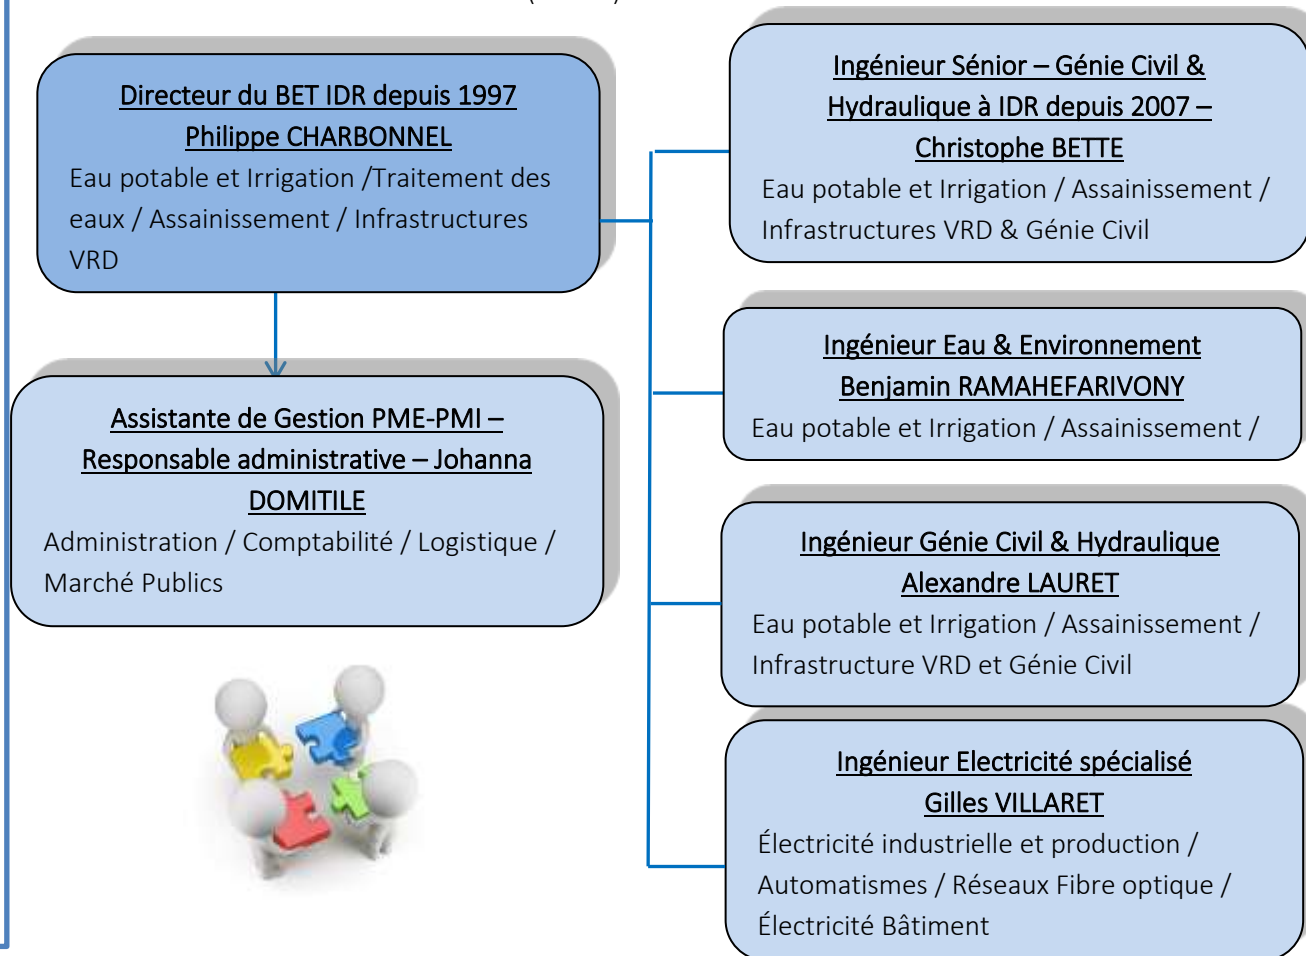 Directeur du BET IDR depuis 1997
Philippe CHARBONNEL
Eau potable et Irrigation /Traitement des
eaux / Assainissement / Infrastructures
VRD
Assistante de Gestion PME-PMI –
Responsable administrative – Johanna
DOMITILE
Administration / Comptabilité / Logistique /
Marché Publics
Ingénieur Sénior – Génie Civil &
Hydraulique à IDR depuis 2007 –
Christophe BETTE
Eau potable et Irrigation / Assainissement /
Infrastructures VRD & Génie Civil
Ingénieur Eau & Environnement
Benjamin RAMAHEFARIVONY
Eau potable et Irrigation / Assainissement /
Ingénieur Génie Civil & Hydraulique
Alexandre LAURET
Eau potable et Irrigation / Assainissement /
Infrastructure VRD et Génie Civil
Ingénieur Electricité spécialisé
Gilles VILLARET
Électricité industrielle et production /
Automatismes / Réseaux Fibre optique /
Électricité Bâtiment